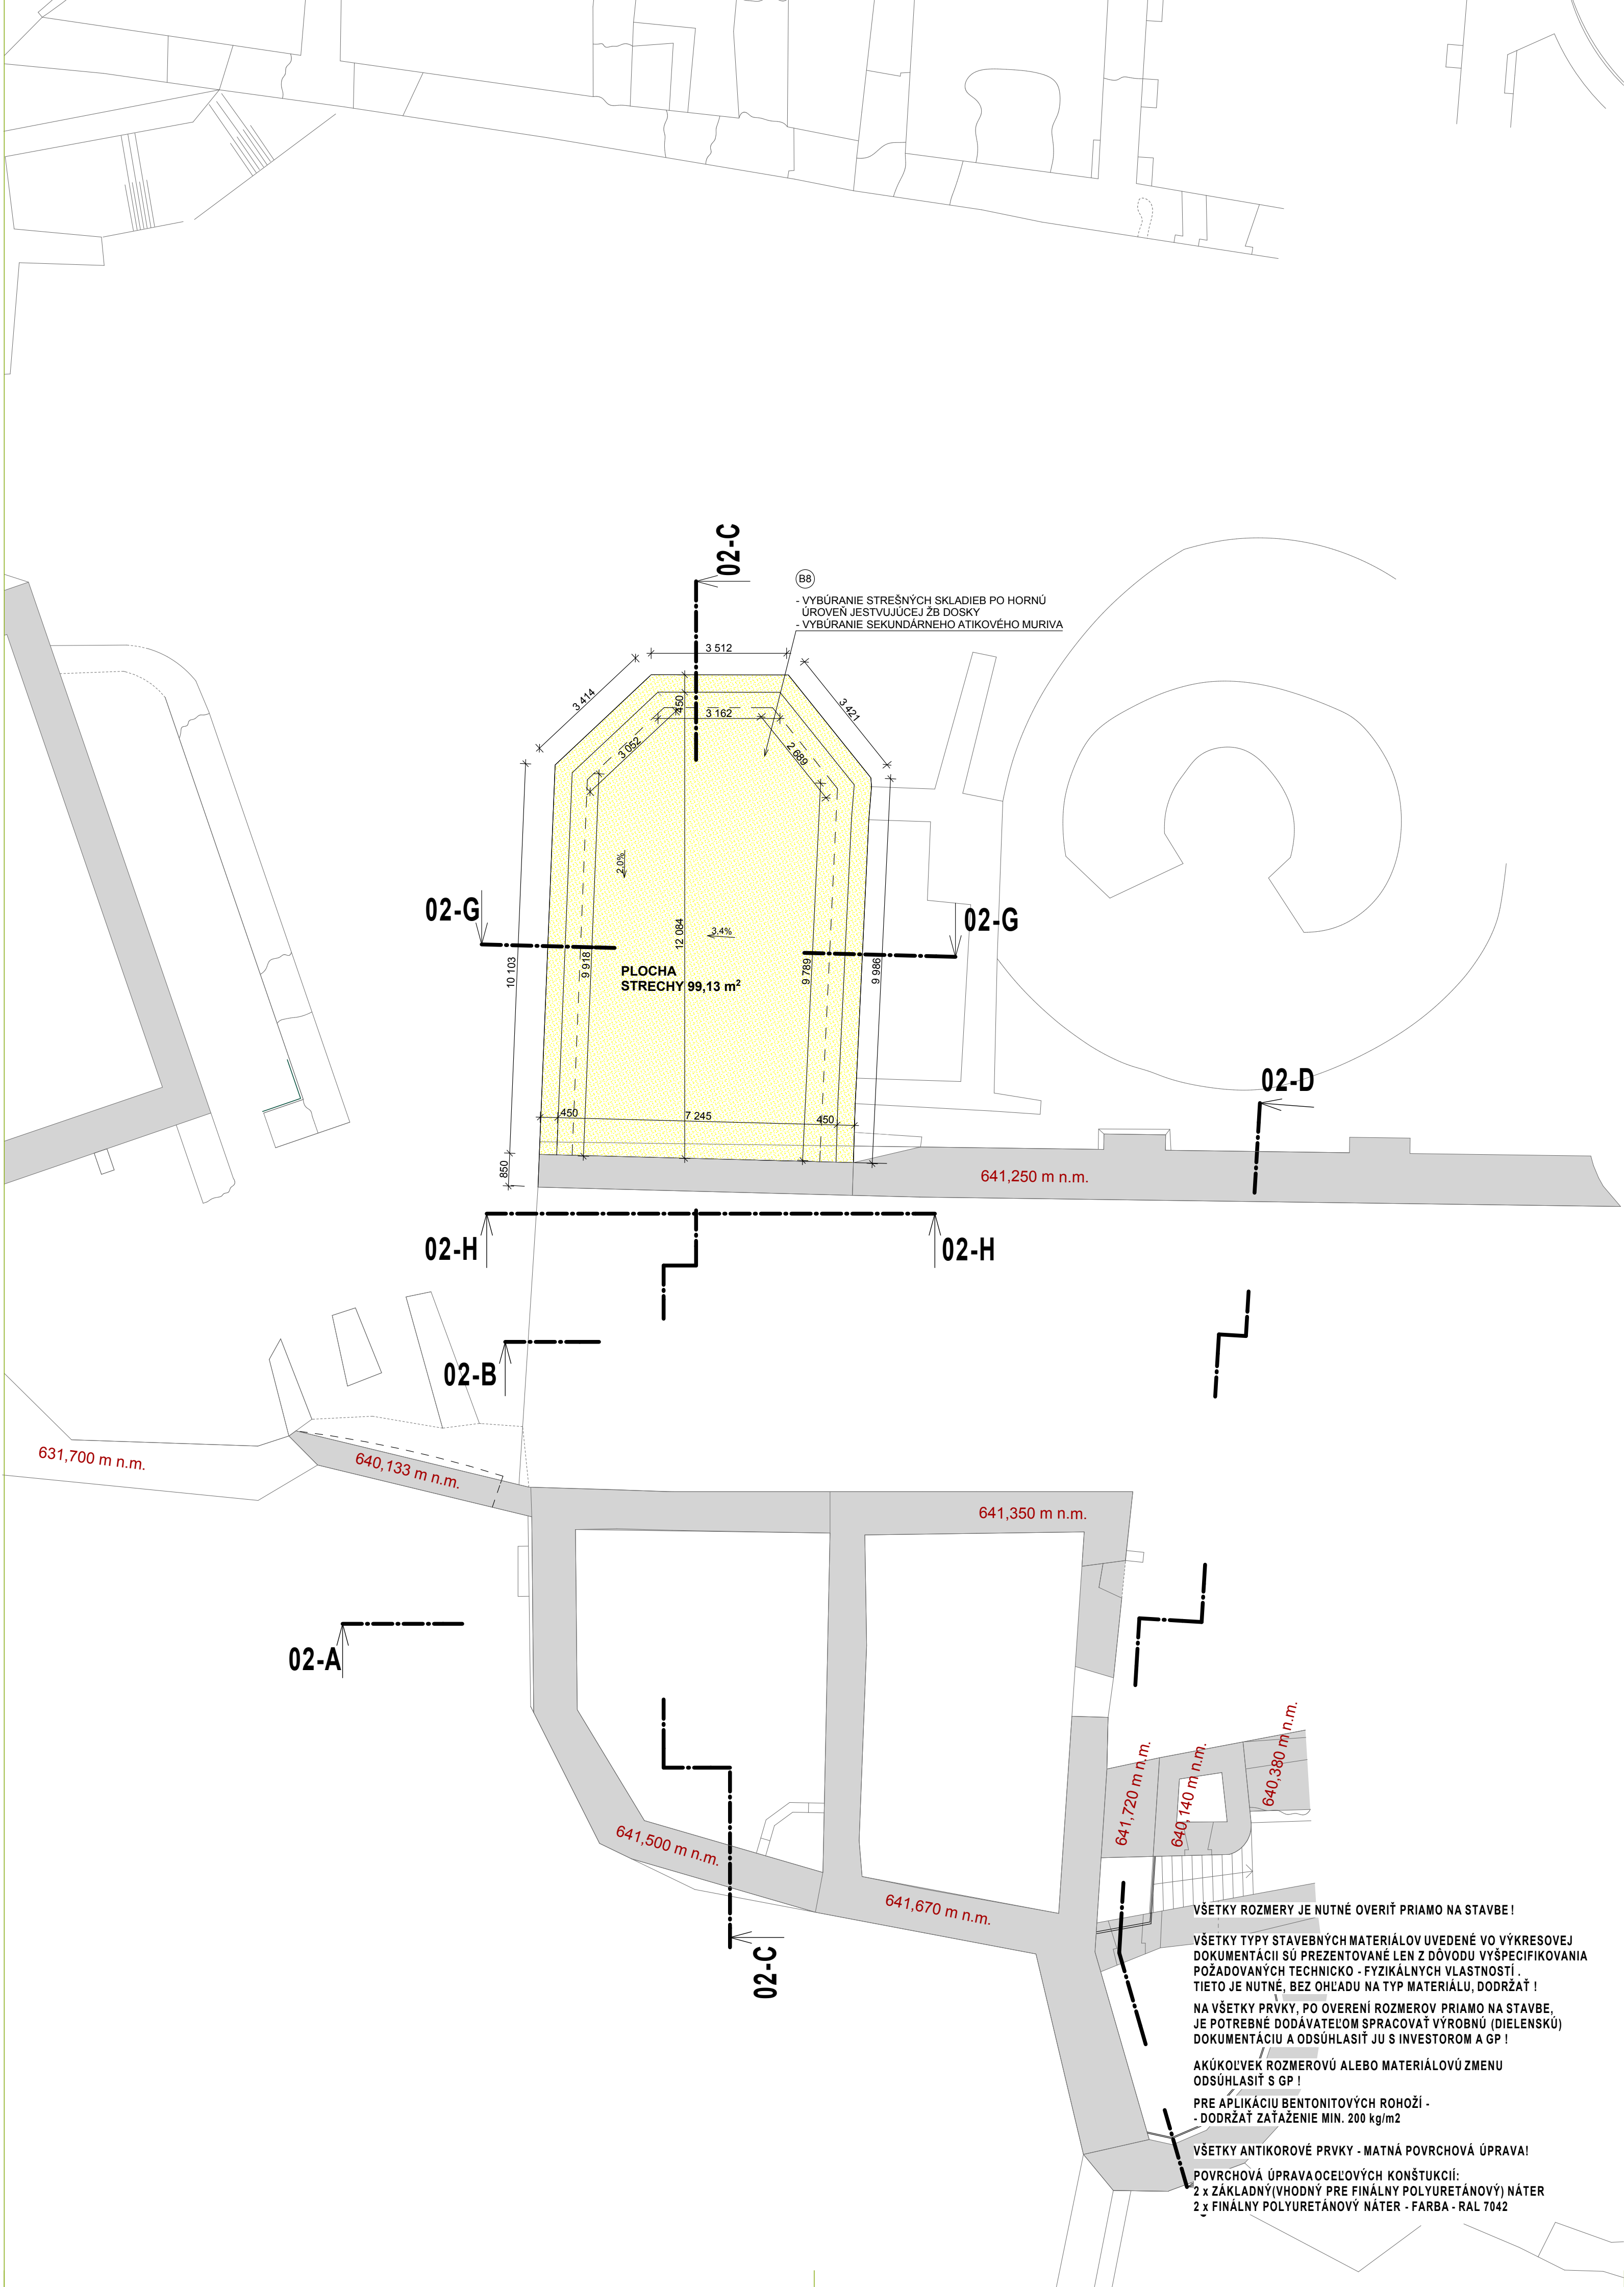 02-C
B8
- VYBÚRANIE STREŠNÝCH SKLADIEB PO HORNÚ
ÚROVEŇ JESTVUJÚCEJ ŽB DOSKY
- VYBÚRANIE SEKUNDÁRNEHO ATIKOVÉHO MURIVA
3 512
3 414
450
3 162
3 421
3 052
2 689
2,0%
02-G
02-G
12 084
3,4%
10 103
9 918
9 789
9 986
PLOCHA
STRECHY 99,13 m²
02-D
450
7 245
450
850
641,250 m n.m.
02-H
02-H
02-B
631,700 m n.m.
640,133 m n.m.
641,350 m n.m.
02-A
641,720 m n.m.
640,140 m n.m.
640,380 m n.m.
641,500 m n.m.
641,670 m n.m.
02-C
VŠETKY ROZMERY JE NUTNÉ OVERIŤ PRIAMO NA STAVBE !
VŠETKY TYPY STAVEBNÝCH MATERIÁLOV UVEDENÉ VO VÝKRESOVEJ
DOKUMENTÁCII SÚ PREZENTOVANÉ LEN Z DÔVODU VYŠPECIFIKOVANIA
POŽADOVANÝCH TECHNICKO - FYZIKÁLNYCH VLASTNOSTÍ .
TIETO JE NUTNÉ, BEZ OHĽADU NA TYP MATERIÁLU, DODRŽAŤ !
NA VŠETKY PRVKY, PO OVERENÍ ROZMEROV PRIAMO NA STAVBE,
JE POTREBNÉ DODÁVATEĽOM SPRACOVAŤ VÝROBNÚ (DIELENSKÚ)
DOKUMENTÁCIU A ODSÚHLASIŤ JU S INVESTOROM A GP !
AKÚKOĽVEK ROZMEROVÚ ALEBO MATERIÁLOVÚ ZMENU
ODSÚHLASIŤ S GP !
PRE APLIKÁCIU BENTONITOVÝCH ROHOŽÍ -
- DODRŽAŤ ZAŤAŽENIE MIN. 200 kg/m2
VŠETKY ANTIKOROVÉ PRVKY - MATNÁ POVRCHOVÁ ÚPRAVA!
POVRCHOVÁ ÚPRAVA OCEĽOVÝCH KONŠTUKCIÍ:
2 x ZÁKLADNÝ(VHODNÝ PRE FINÁLNY POLYURETÁNOVÝ) NÁTER
2 x FINÁLNY POLYURETÁNOVÝ NÁTER - FARBA - RAL 7042